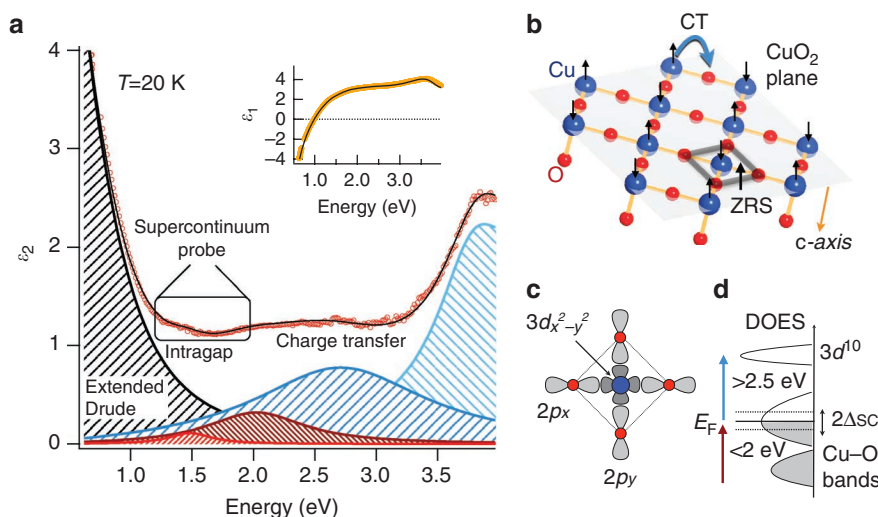 a
4
3
2
1
0
ε2
T=20 K
Supercontinuum
probe
Intragap
Charge transfer
Extended
Drude
1.0
1.5
2.0
2.5
3.0
3.5
Energy (eV)
4
2
0
−2
−4
ε1
1.0
2.0
3.0
Energy (eV)
b
CT
Cu
CuO2
plane
O
ZRS
c-axis
c
3dx²−y²
2px
2py
d
DOES
3d10
>2.5 eV
EF
2ΔSC
<2 eV
Cu–O
bands